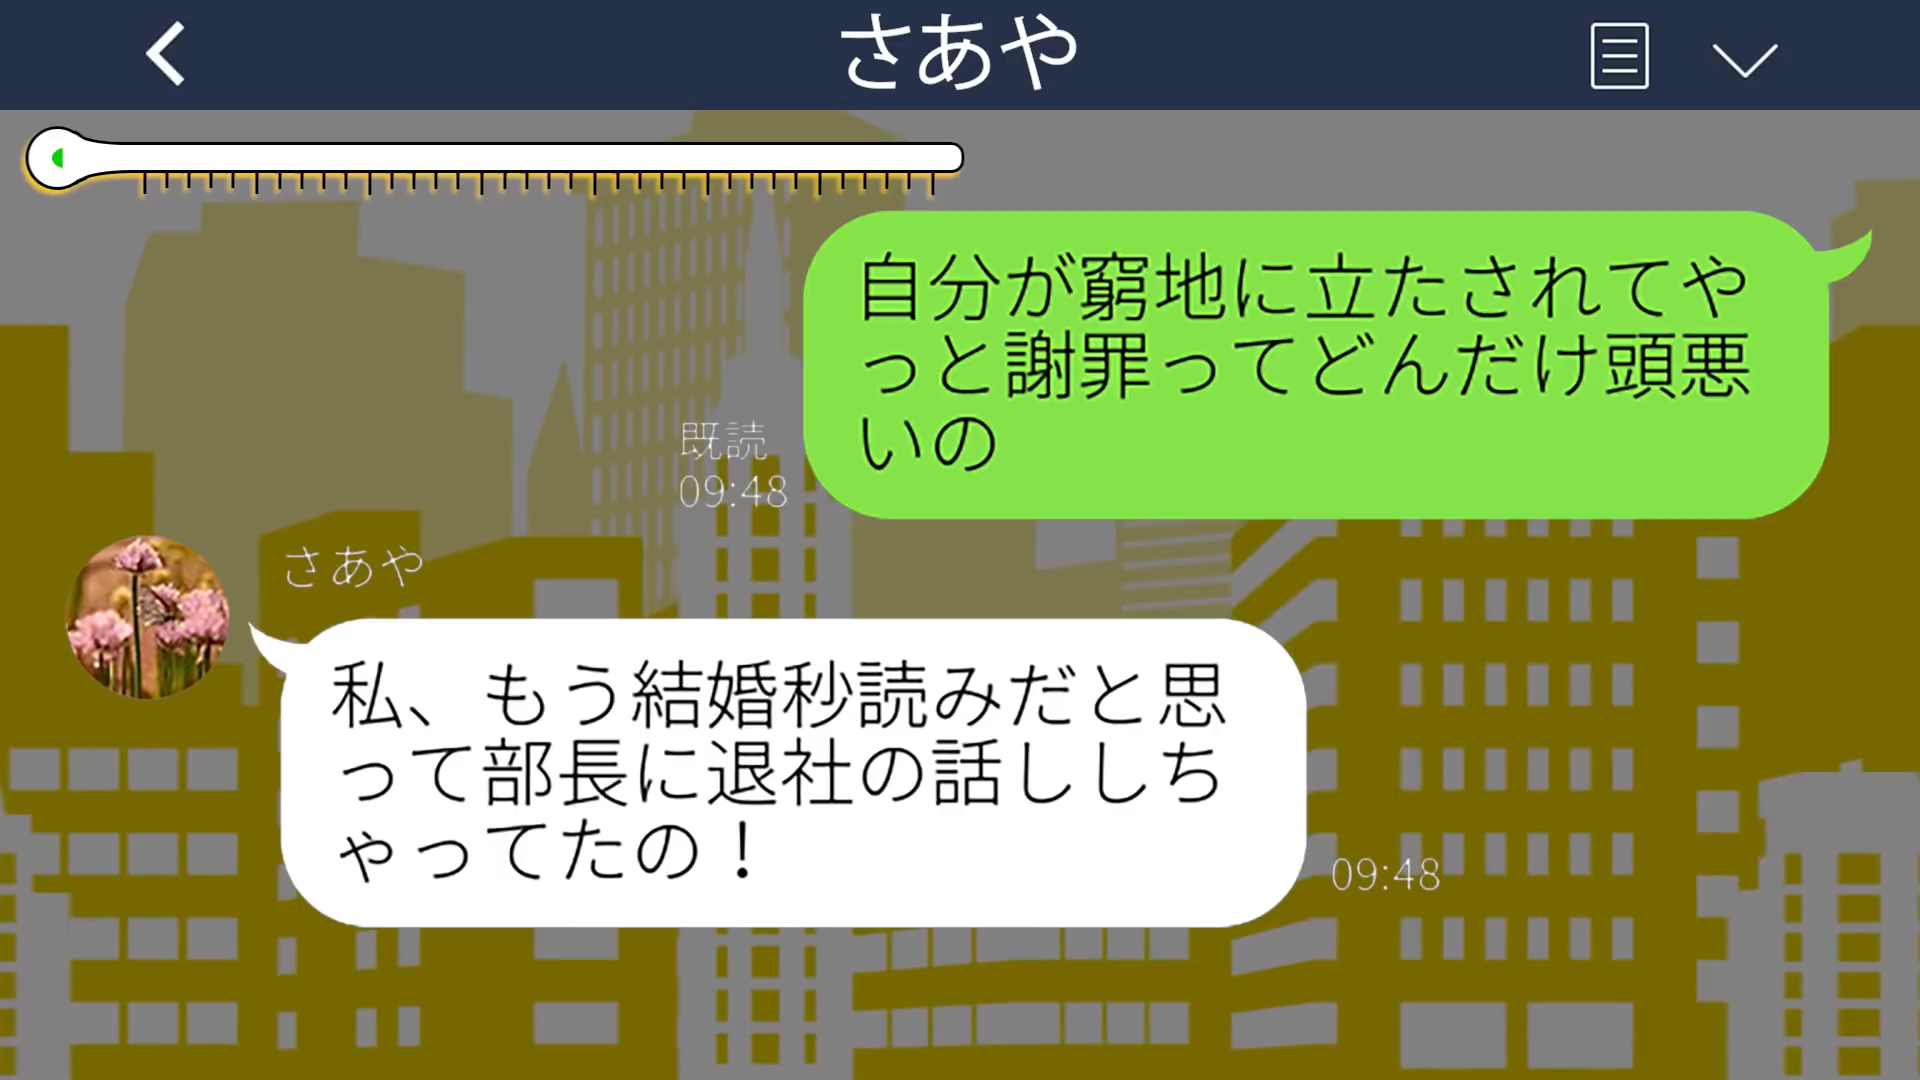 さあや
自分が窮地に立たされてや
っと謝罪ってどんだけ頭悪
いの
既読
09:48
さあや
私、もう結婚秒読みだと思
って部長に退社の話ししち
ゃってたの！
09:48